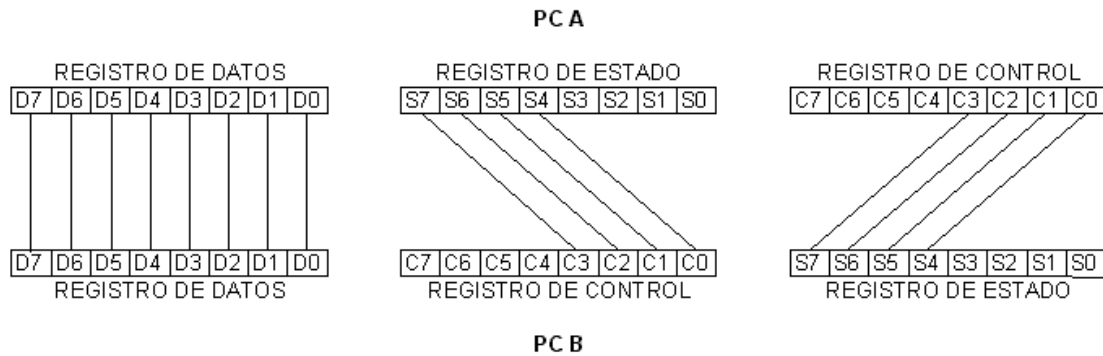 PC A
REGISTRO DE DATOS
D7 D6 D5 D4 D3 D2 D1 D0
REGISTRO DE ESTADO
S7 S6 S5 S4 S3 S2 S1 S0
REGISTRO DE CONTROL
C7 C6 C5 C4 C3 C2 C1 C0
D7 D6 D5 D4 D3 D2 D1 D0
REGISTRO DE DATOS
C7 C6 C5 C4 C3 C2 C1 C0
REGISTRO DE CONTROL
S7 S6 S5 S4 S3 S2 S1 S0
REGISTRO DE ESTADO
PC B